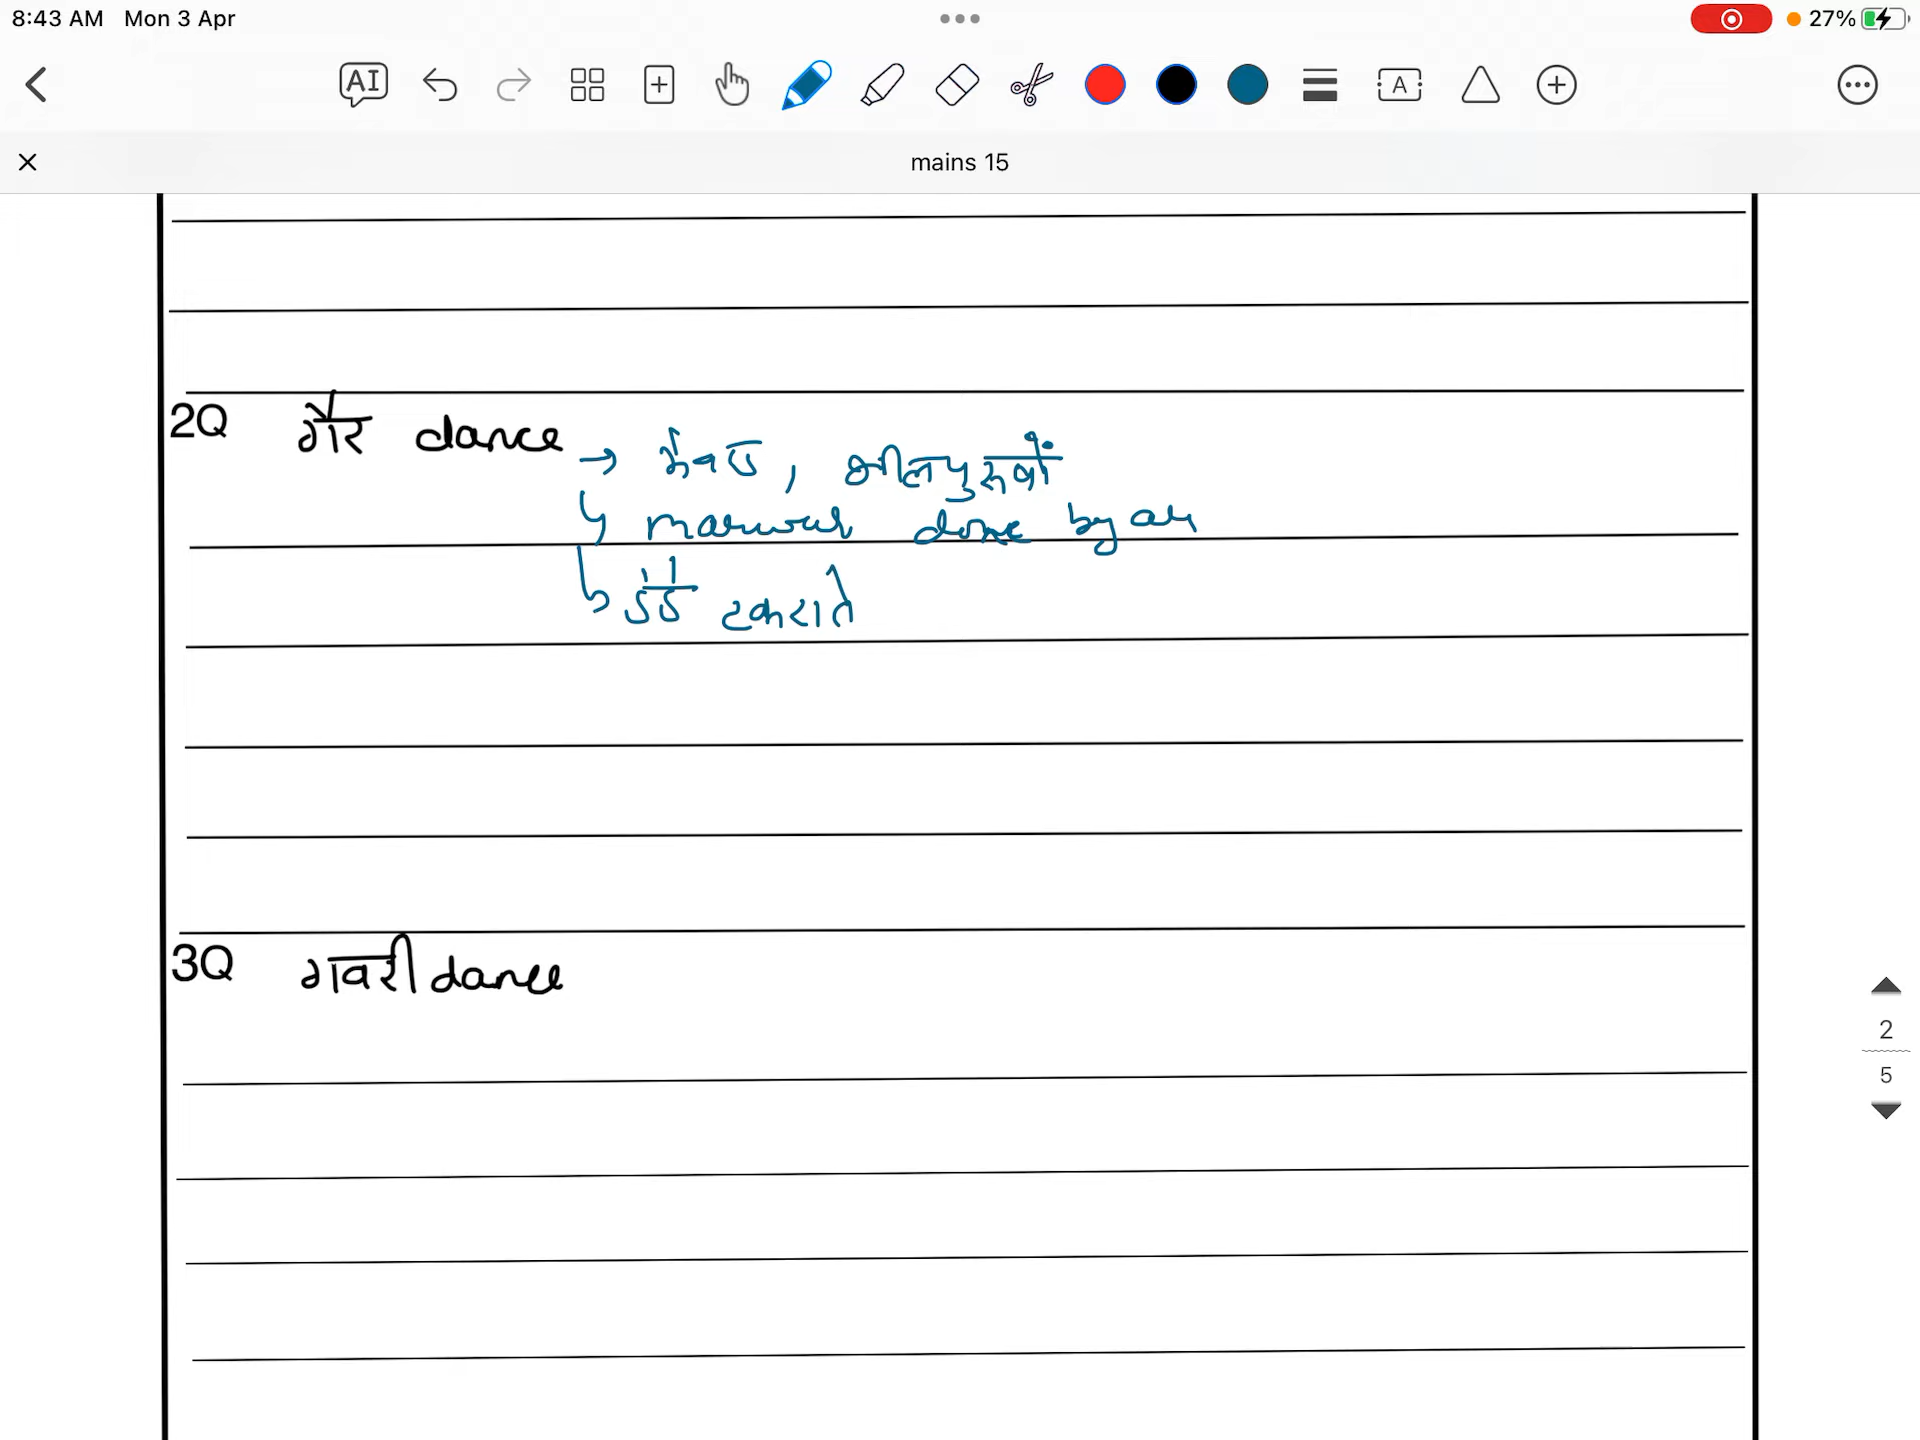 8:43 AM Mon 3 Apr
27%
AI
A
mains 15
2Q गैर dance
→ मेवाड, भील पुरुषों
marwar done by all
डंडे टकराते
3Q गवरी dance
2
5